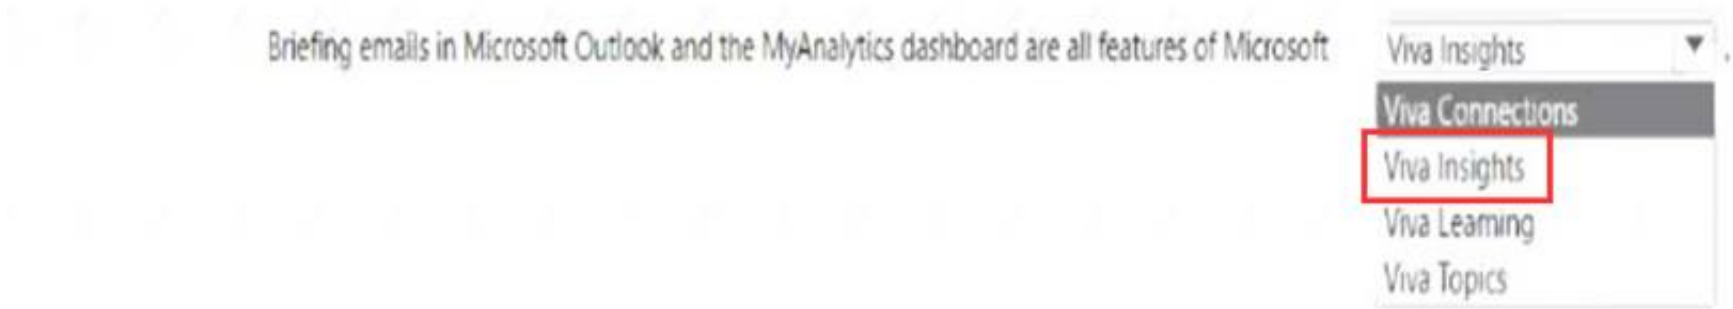 Briefing emails in Microsoft Outlook and the MyAnalytics dashboard are all features of Microsoft Viva Insights ▼ .
Viva Connections
Viva Insights
Viva Learning
Viva Topics